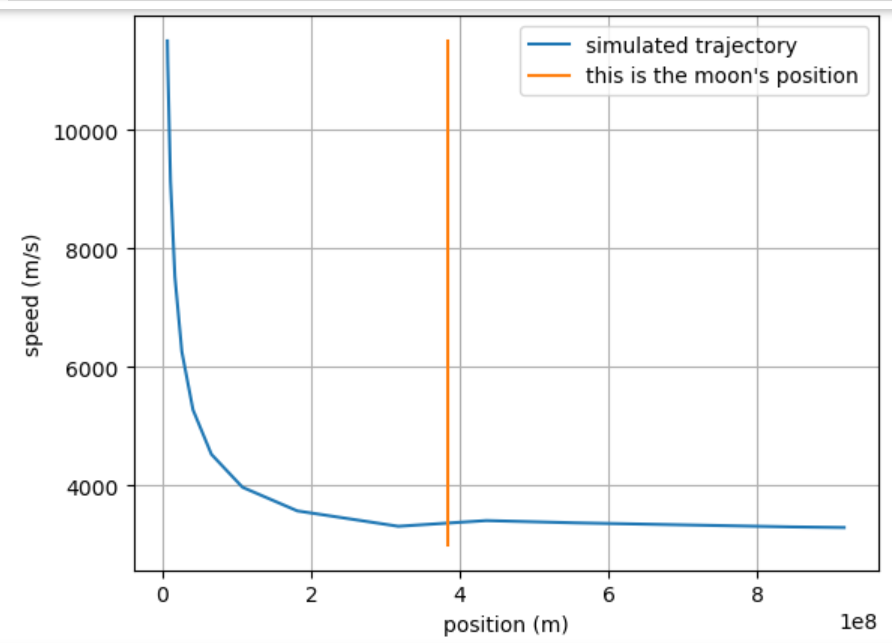 simulated trajectory
this is the moon's position
10000
8000
6000
4000
speed (m/s)
0 2 4 6 8
1e8
position (m)